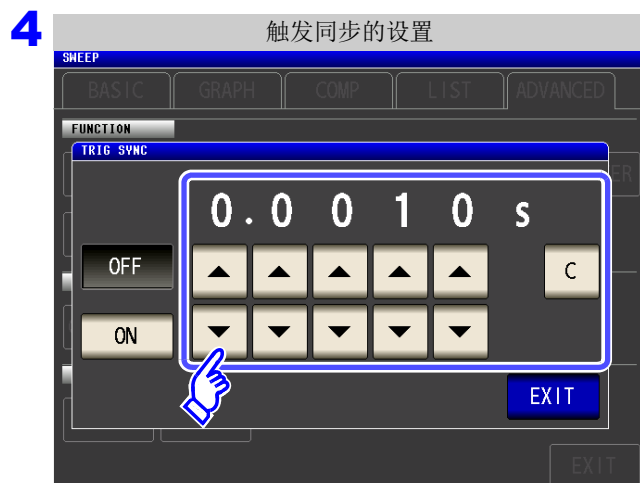 4
触发同步的设置
SWEEP
BASIC GRAPH COMP LIST ADVANCED
FUNCTION
TRIG SYNC
ER
0.0010 s
OFF
C
ON
EXIT
EXIT